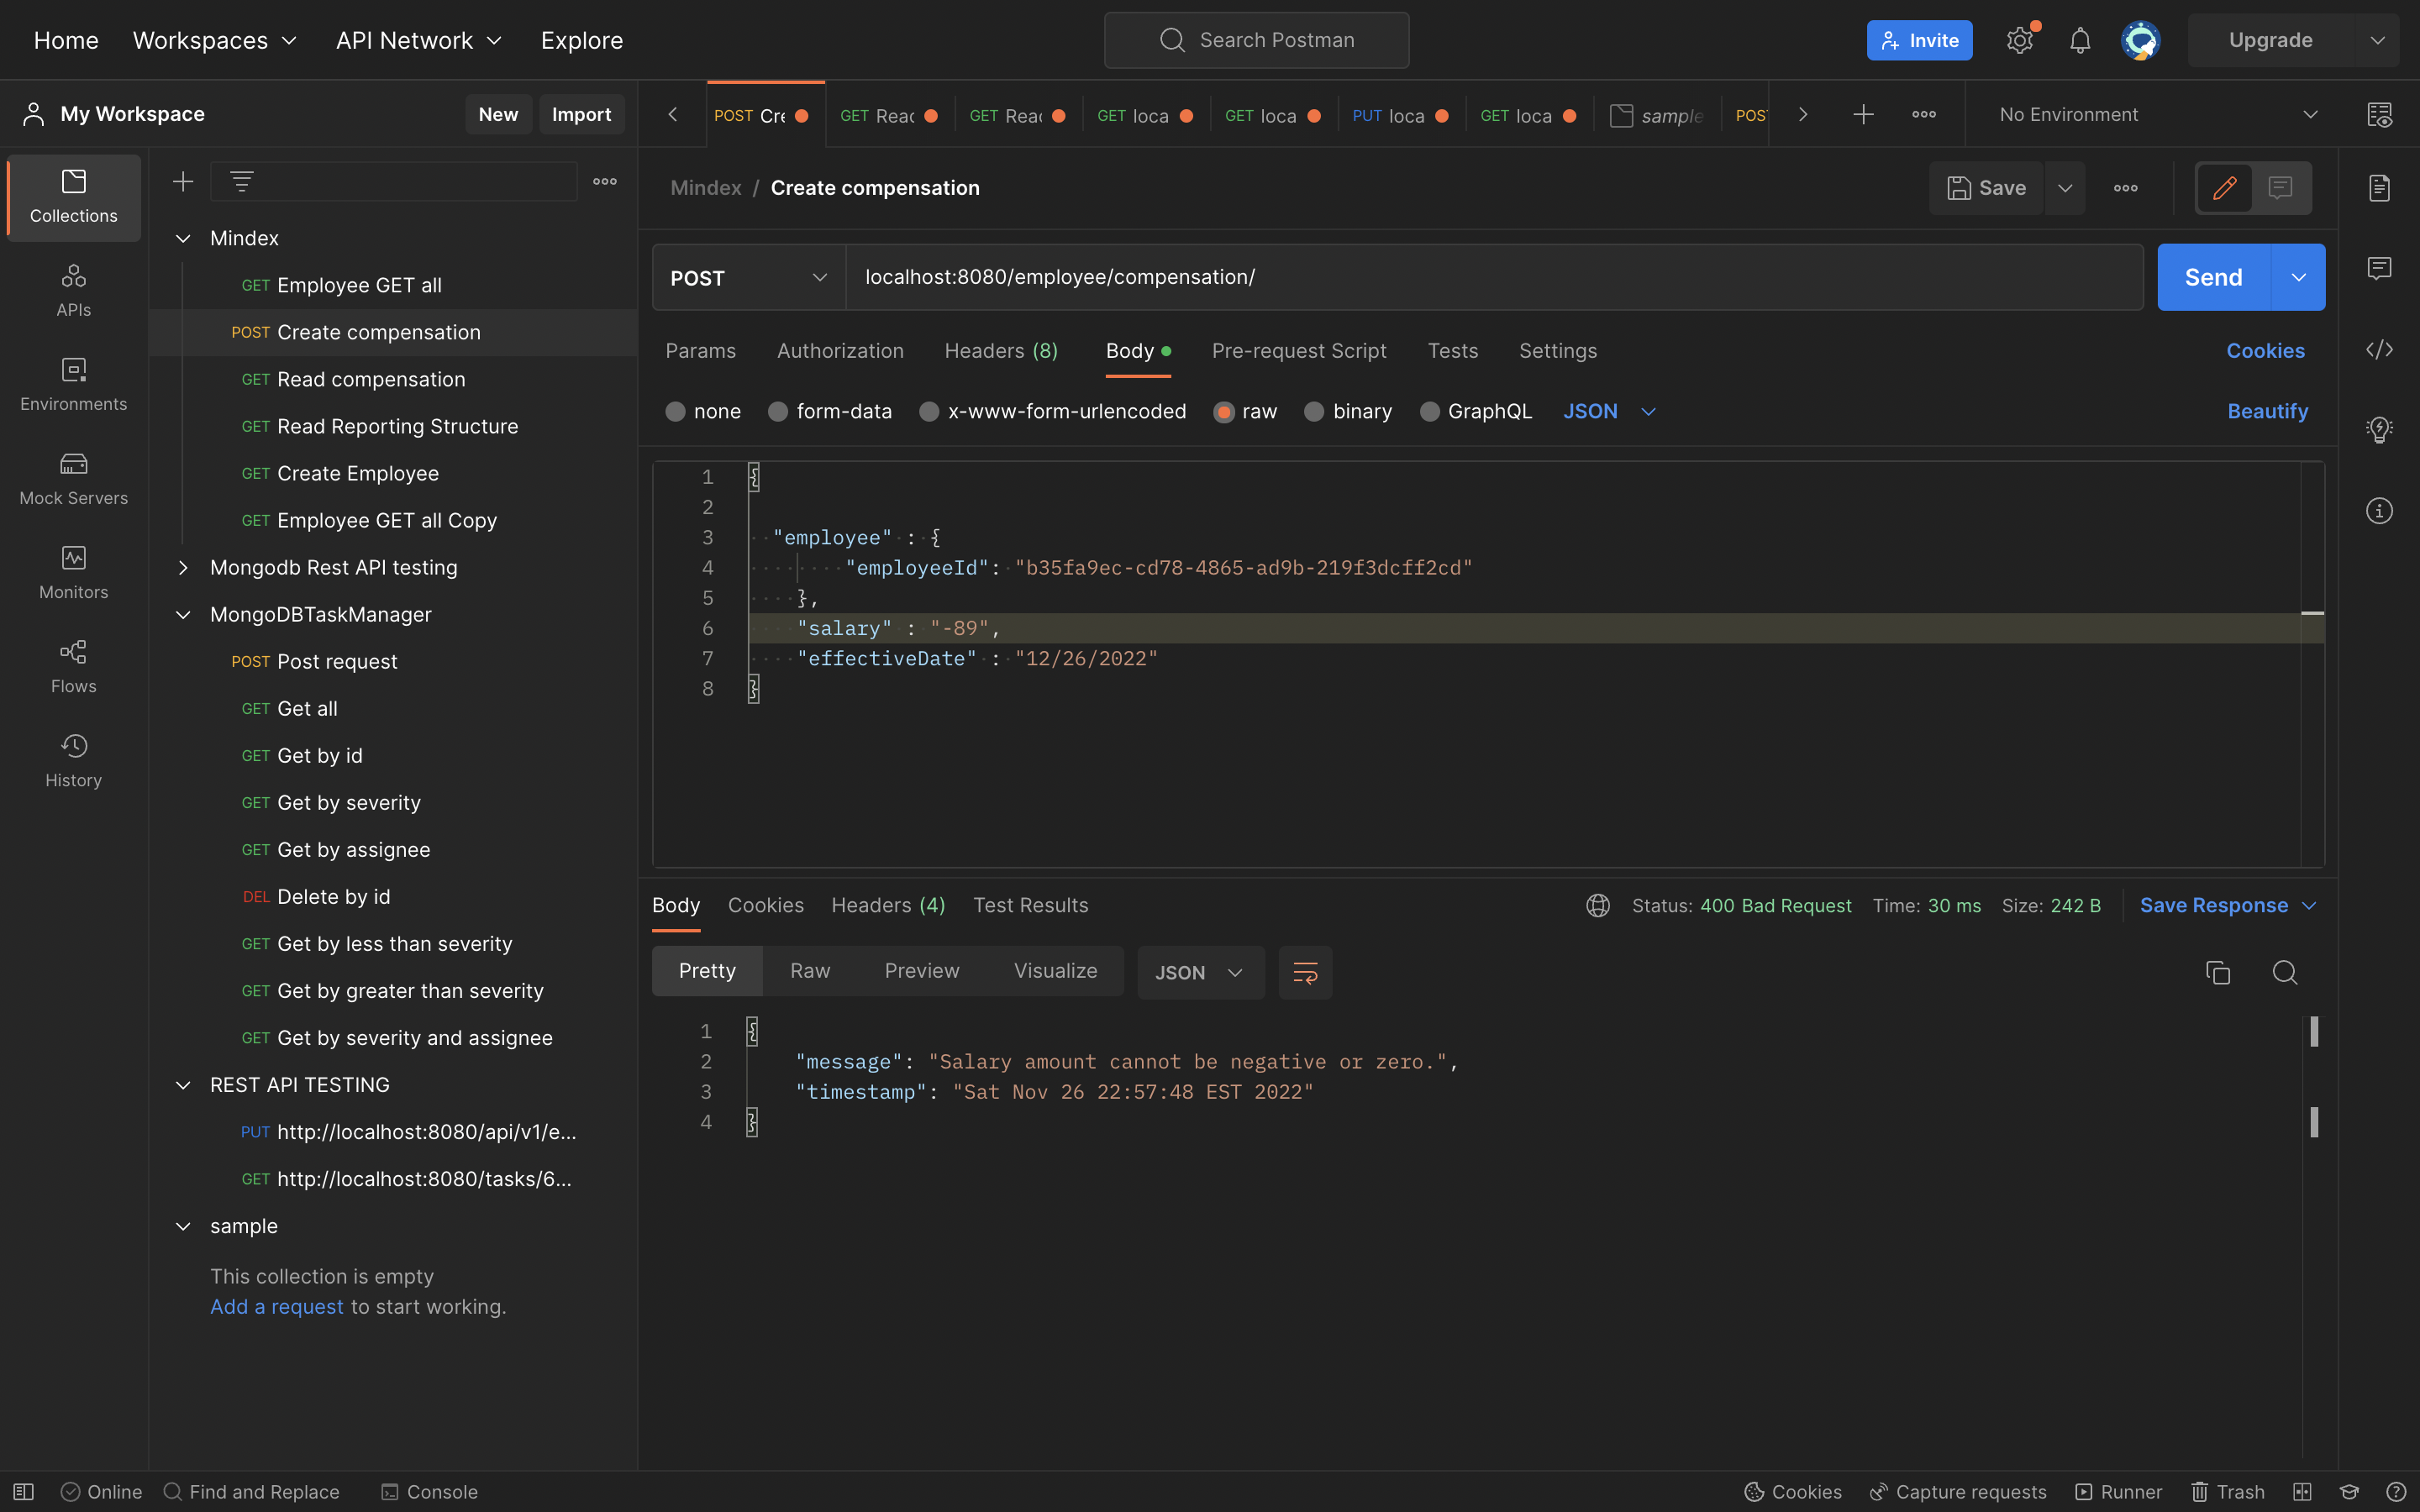 Home Workspaces API Network Explore Search Postman Invite Upgrade
My Workspace New Import
POST Cre GET Read GET Read GET loca GET loca PUT loca GET loca sample POST No Environment
Collections
APIs
Environments
Mock Servers
Monitors
Flows
History
Mindex
GET Employee GET all
POST Create compensation
GET Read compensation
GET Read Reporting Structure
GET Create Employee
GET Employee GET all Copy
Mongodb Rest API testing
MongoDBTaskManager
POST Post request
GET Get all
GET Get by id
GET Get by severity
GET Get by assignee
DEL Delete by id
GET Get by less than severity
GET Get by greater than severity
GET Get by severity and assignee
REST API TESTING
PUT http://localhost:8080/api/v1/e...
GET http://localhost:8080/tasks/6...
sample
This collection is empty
Add a request to start working.
Mindex / Create compensation Save
POST localhost:8080/employee/compensation/ Send
Params Authorization Headers (8) Body Pre-request Script Tests Settings Cookies
none form-data x-www-form-urlencoded raw binary GraphQL JSON Beautify
1 {
2
3 "employee" : {
4 "employeeId": "b35fa9ec-cd78-4865-ad9b-219f3dcff2cd"
5 },
6 "salary" : "-89",
7 "effectiveDate" : "12/26/2022"
8 }
Body Cookies Headers (4) Test Results Status: 400 Bad Request Time: 30 ms Size: 242 B Save Response
Pretty Raw Preview Visualize JSON
1 {
2 "message": "Salary amount cannot be negative or zero.",
3 "timestamp": "Sat Nov 26 22:57:48 EST 2022"
4 }
Online Find and Replace Console Cookies Capture requests Runner Trash